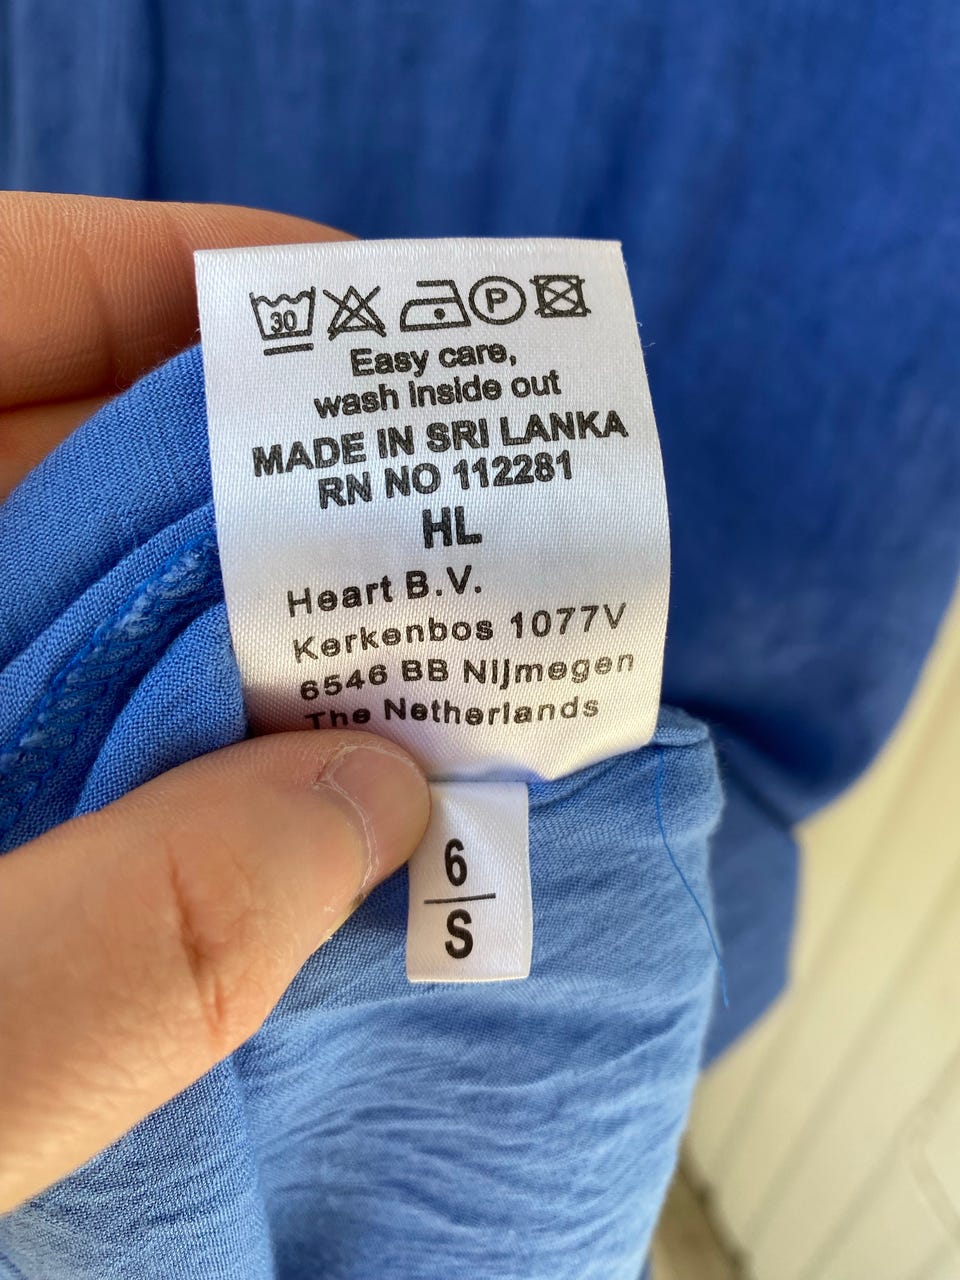 30 P
Easy care,
wash inside out
MADE IN SRI LANKA
RN NO 112281
HL
Heart B.V.
Kerkenbos 1077V
6546 BB Nijmegen
The Netherlands
6
S